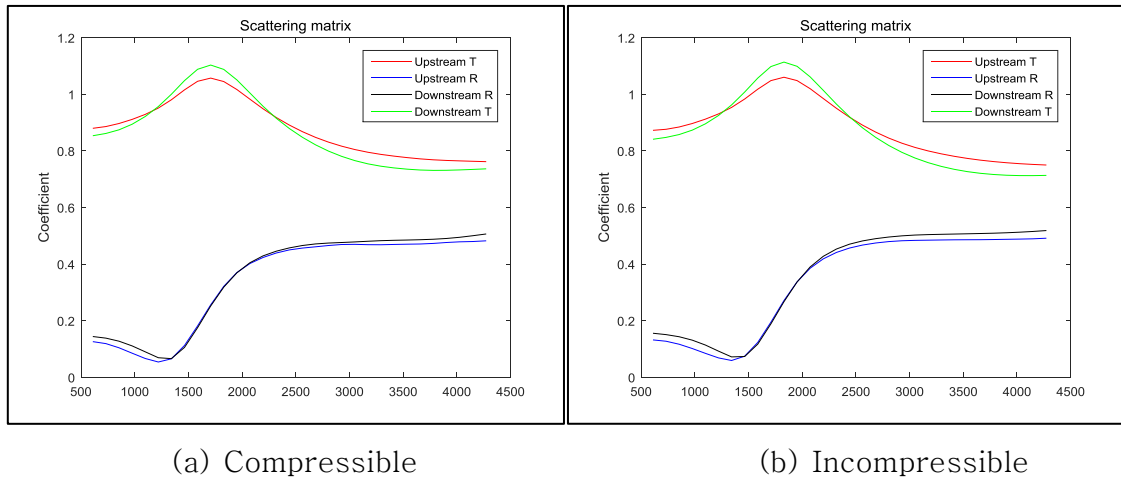 Scattering matrix
1.2
1
0.8
0.6
0.4
0.2
0
Coefficient
Upstream T
Upstream R
Downstream R
Downstream T
500 1000 1500 2000 2500 3000 3500 4000 4500
(a) Compressible
Scattering matrix
1.2
1
0.8
0.6
0.4
0.2
0
Coefficient
Upstream T
Upstream R
Downstream R
Downstream T
500 1000 1500 2000 2500 3000 3500 4000 4500
(b) Incompressible